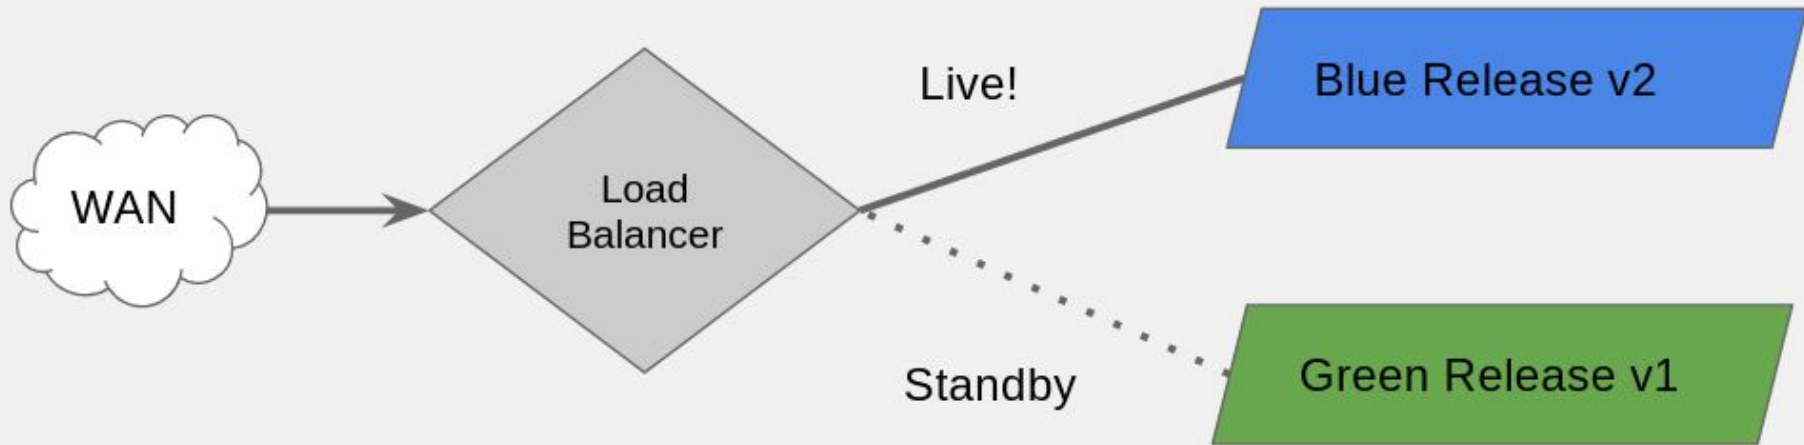 WAN
Load
Balancer
Live!
Standby
Blue Release v2
Green Release v1